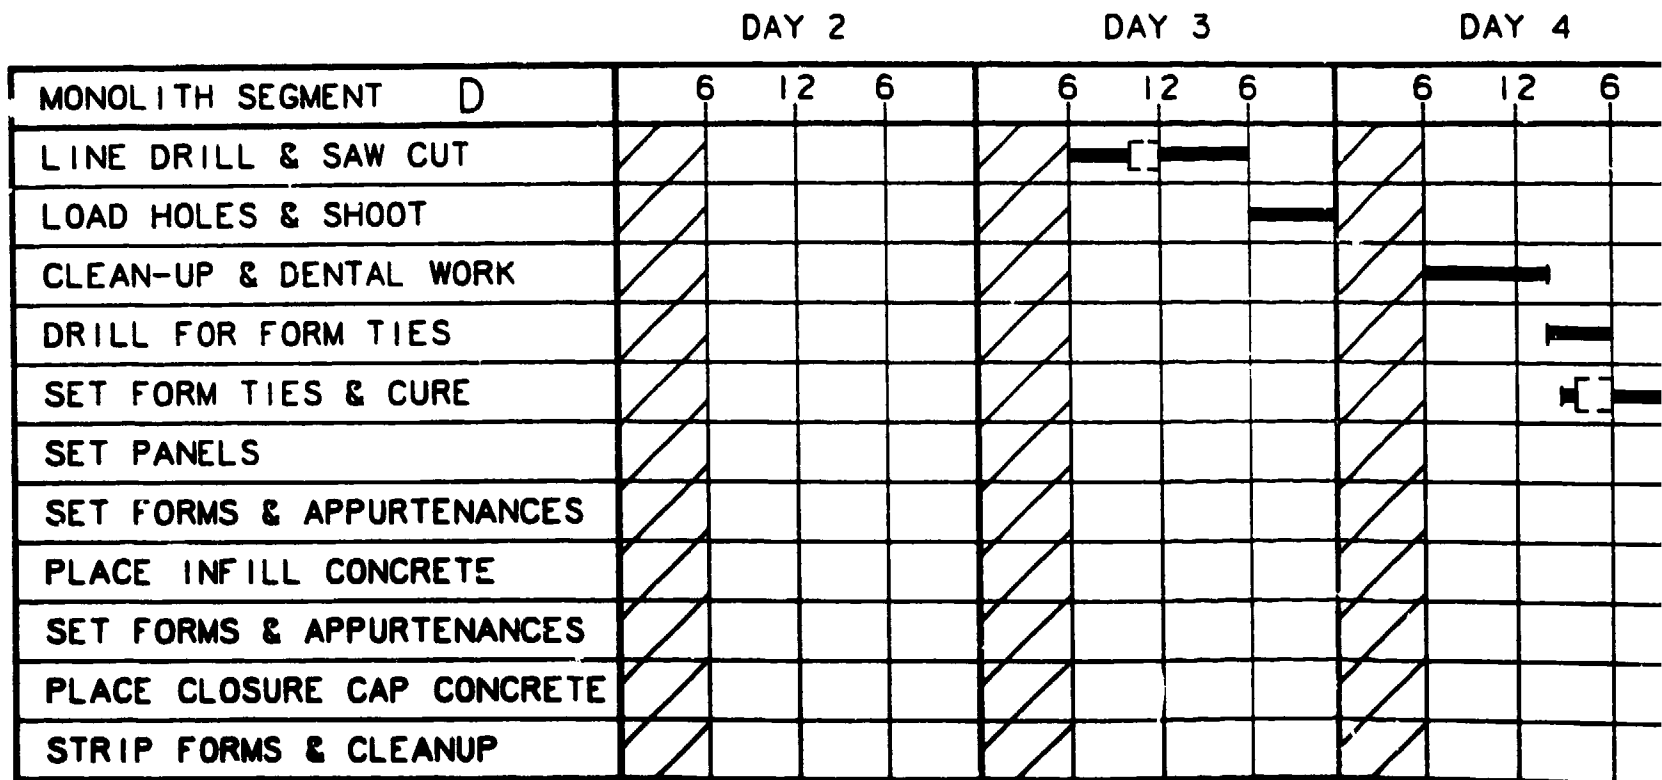 DAY 2 DAY 3 DAY 4
MONOLITH SEGMENT D 6 12 6 6 12 6 6 12 6
LINE DRILL & SAW CUT
LOAD HOLES & SHOOT
CLEAN-UP & DENTAL WORK
DRILL FOR FORM TIES
SET FORM TIES & CURE
SET PANELS
SET FORMS & APPURTENANCES
PLACE INFILL CONCRETE
SET FORMS & APPURTENANCES
PLACE CLOSURE CAP CONCRETE
STRIP FORMS & CLEANUP